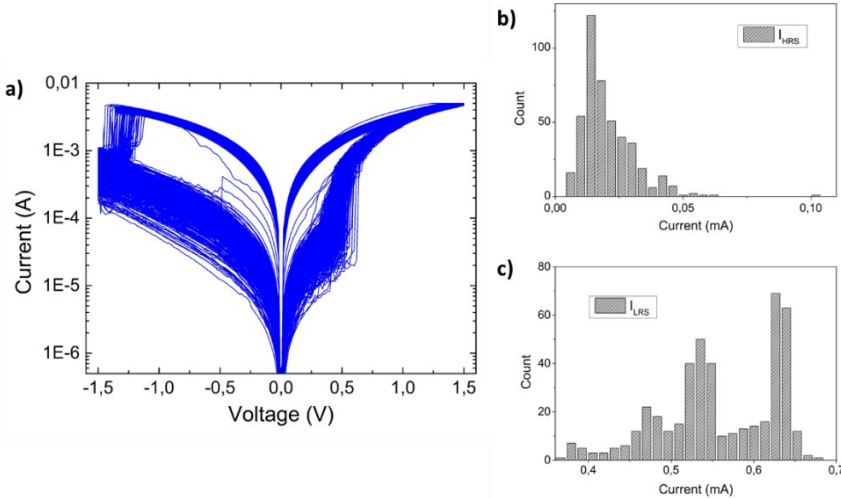 a)
0,01
1E-3
1E-4
1E-5
1E-6
Current (A)
-1,5 -1,0 -0,5 0,0 0,5 1,0 1,5
Voltage (V)
b)
I_HRS
100
50
0
Count
0,00 0,05 0,10
Current (mA)
c)
I_LRS
80
60
40
20
0
Count
0,4 0,5 0,6 0,7
Current (mA)